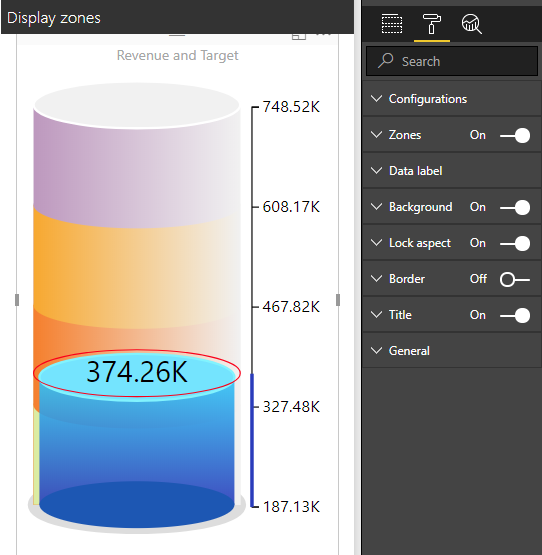 Display zones
Revenue and Target
748.52K
608.17K
467.82K
374.26K
327.48K
187.13K
Search
Configurations
Zones On
Data label
Background On
Lock aspect On
Border Off
Title On
General